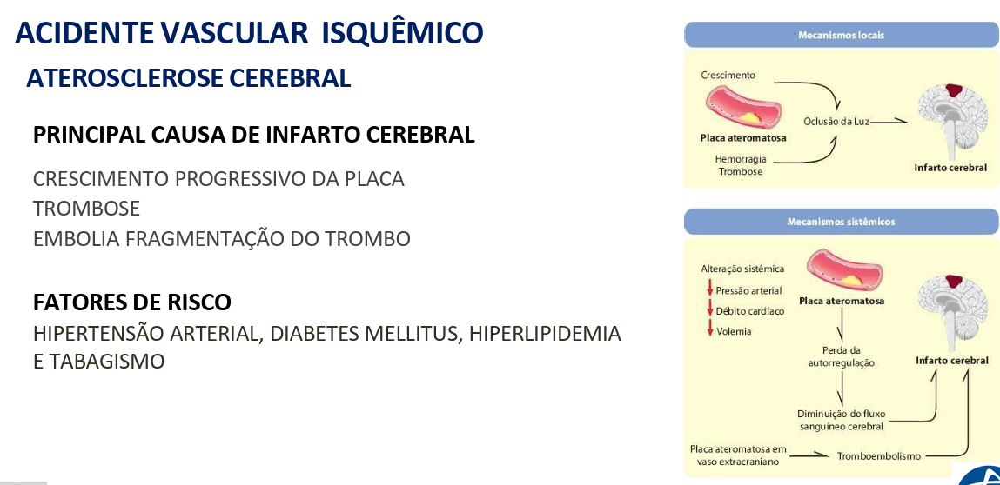 ACIDENTE VASCULAR ISQUÊMICO
ATEROSCLEROSE CEREBRAL
PRINCIPAL CAUSA DE INFARTO CEREBRAL
CRESCIMENTO PROGRESSIVO DA PLACA
TROMBOSE
EMBOLIA FRAGMENTAÇÃO DO TROMBO
FATORES DE RISCO
HIPERTENSÃO ARTERIAL, DIABETES MELLITUS, HIPERLIPIDEMIA
E TABAGISMO
Mecanismos locais
Crescimento
Placa ateromatosa
Hemorragia
Trombose
Oclusão da Luz
Infarto cerebral
Mecanismos sistêmicos
Alteração sistêmica
Pressão arterial
Débito cardíaco
Volemia
Placa ateromatosa
Perda da
autorregulação
Diminuição do fluxo
sanguíneo cerebral
Infarto cerebral
Placa ateromatosa em
vaso extracraniano
Tromboembolismo